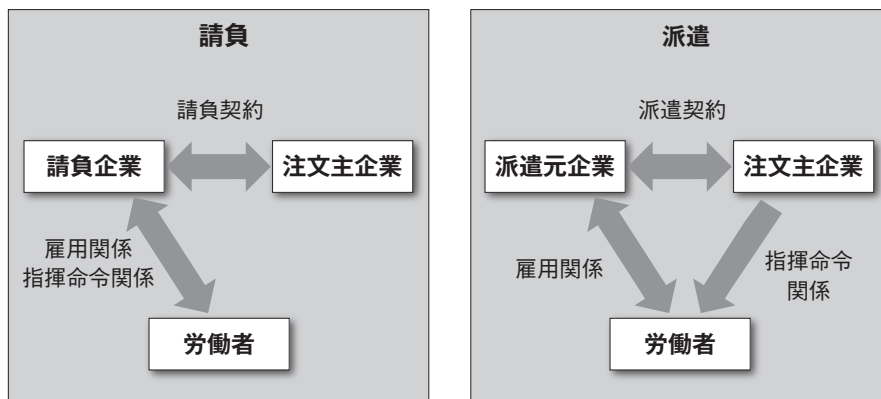 請負
請負契約
請負企業
注文主企業
雇用関係
指揮命令関係
労働者
派遣
派遣契約
派遣元企業
注文主企業
雇用関係
指揮命令
関係
労働者